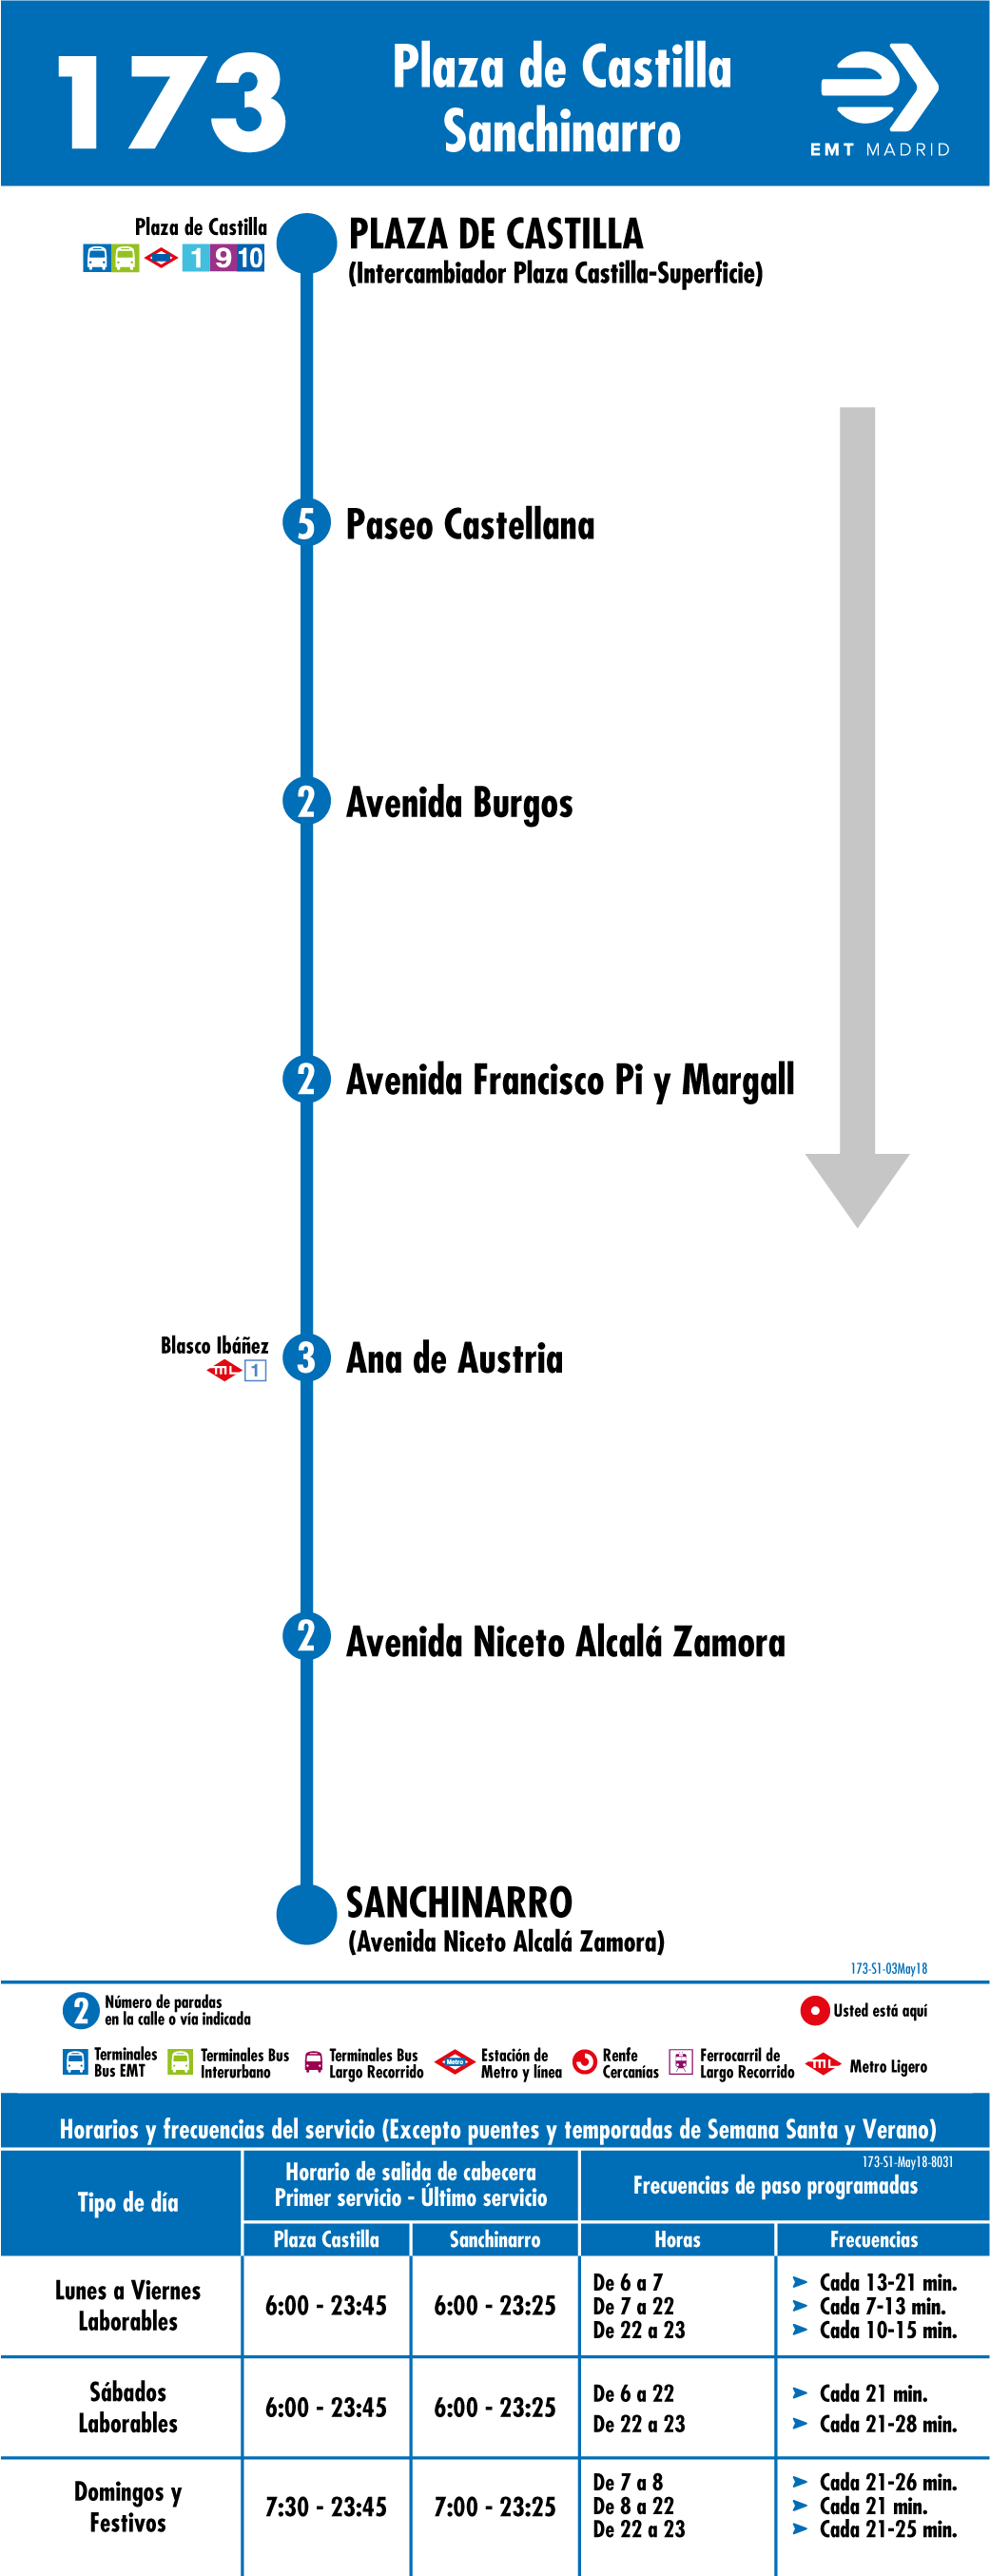 173
Plaza de Castilla
Sanchinarro
EMT MADRID
Plaza de Castilla
1 9 10
PLAZA DE CASTILLA
(Intercambiador Plaza Castilla-Superficie)
5 Paseo Castellana
2 Avenida Burgos
2 Avenida Francisco Pi y Margall
Blasco Ibáñez
ML 1
3 Ana de Austria
2 Avenida Niceto Alcalá Zamora
SANCHINARRO
(Avenida Niceto Alcalá Zamora)
173-S1-03May18
2 Número de paradas
en la calle o vía indicada
Usted está aquí
Terminales
Bus EMT
Terminales Bus
Interurbano
Terminales Bus
Largo Recorrido
Metro
Estación de
Metro y línea
Renfe
Cercanías
Ferrocarril de
Largo Recorrido
ML
Metro Ligero
Horarios y frecuencias del servicio (Excepto puentes y temporadas de Semana Santa y Verano)
173-S1-May18-8031
Tipo de día
Horario de salida de cabecera
Primer servicio - Último servicio
Frecuencias de paso programadas
Plaza Castilla
Sanchinarro
Horas
Frecuencias
Lunes a Viernes
Laborables
6:00 - 23:45
6:00 - 23:25
De 6 a 7 Cada 13-21 min.
De 7 a 22 Cada 7-13 min.
De 22 a 23 Cada 10-15 min.
Sábados
Laborables
6:00 - 23:45
6:00 - 23:25
De 6 a 22 Cada 21 min.
De 22 a 23 Cada 21-28 min.
Domingos y
Festivos
7:30 - 23:45
7:00 - 23:25
De 7 a 8 Cada 21-26 min.
De 8 a 22 Cada 21 min.
De 22 a 23 Cada 21-25 min.